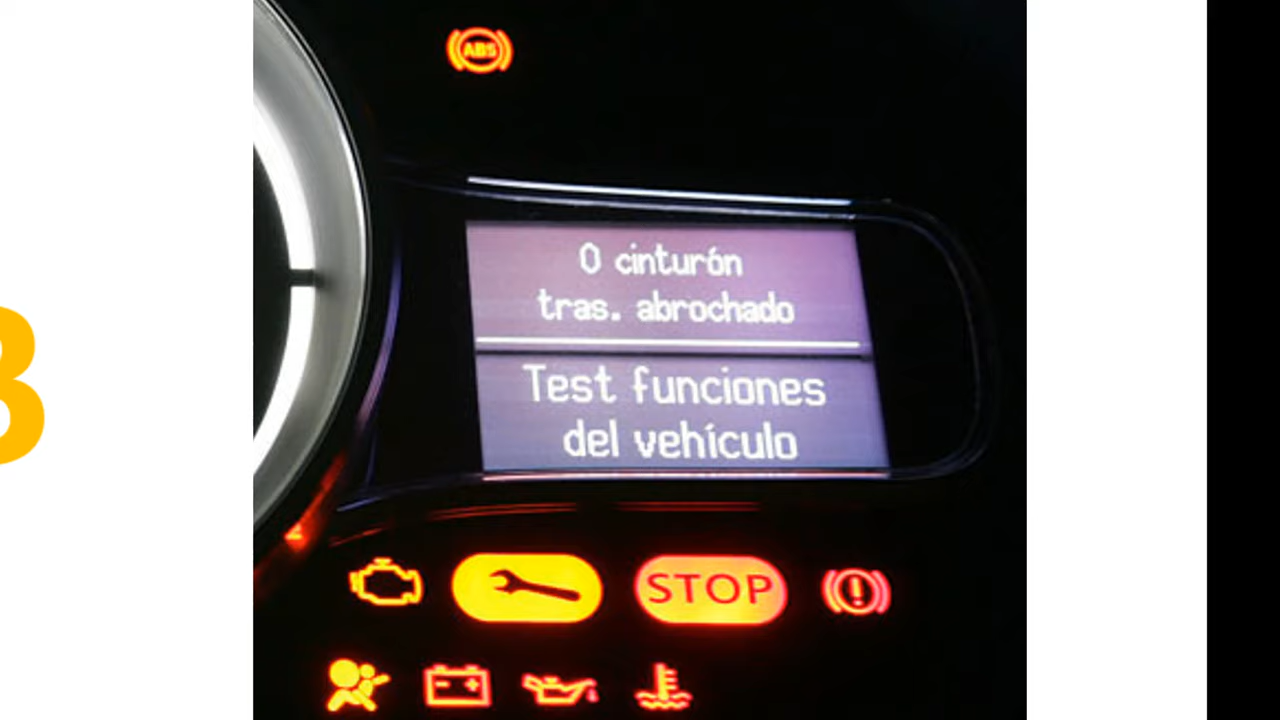 ABS
0 cinturón
tras. abrochado
Test funciones
del vehículo
STOP